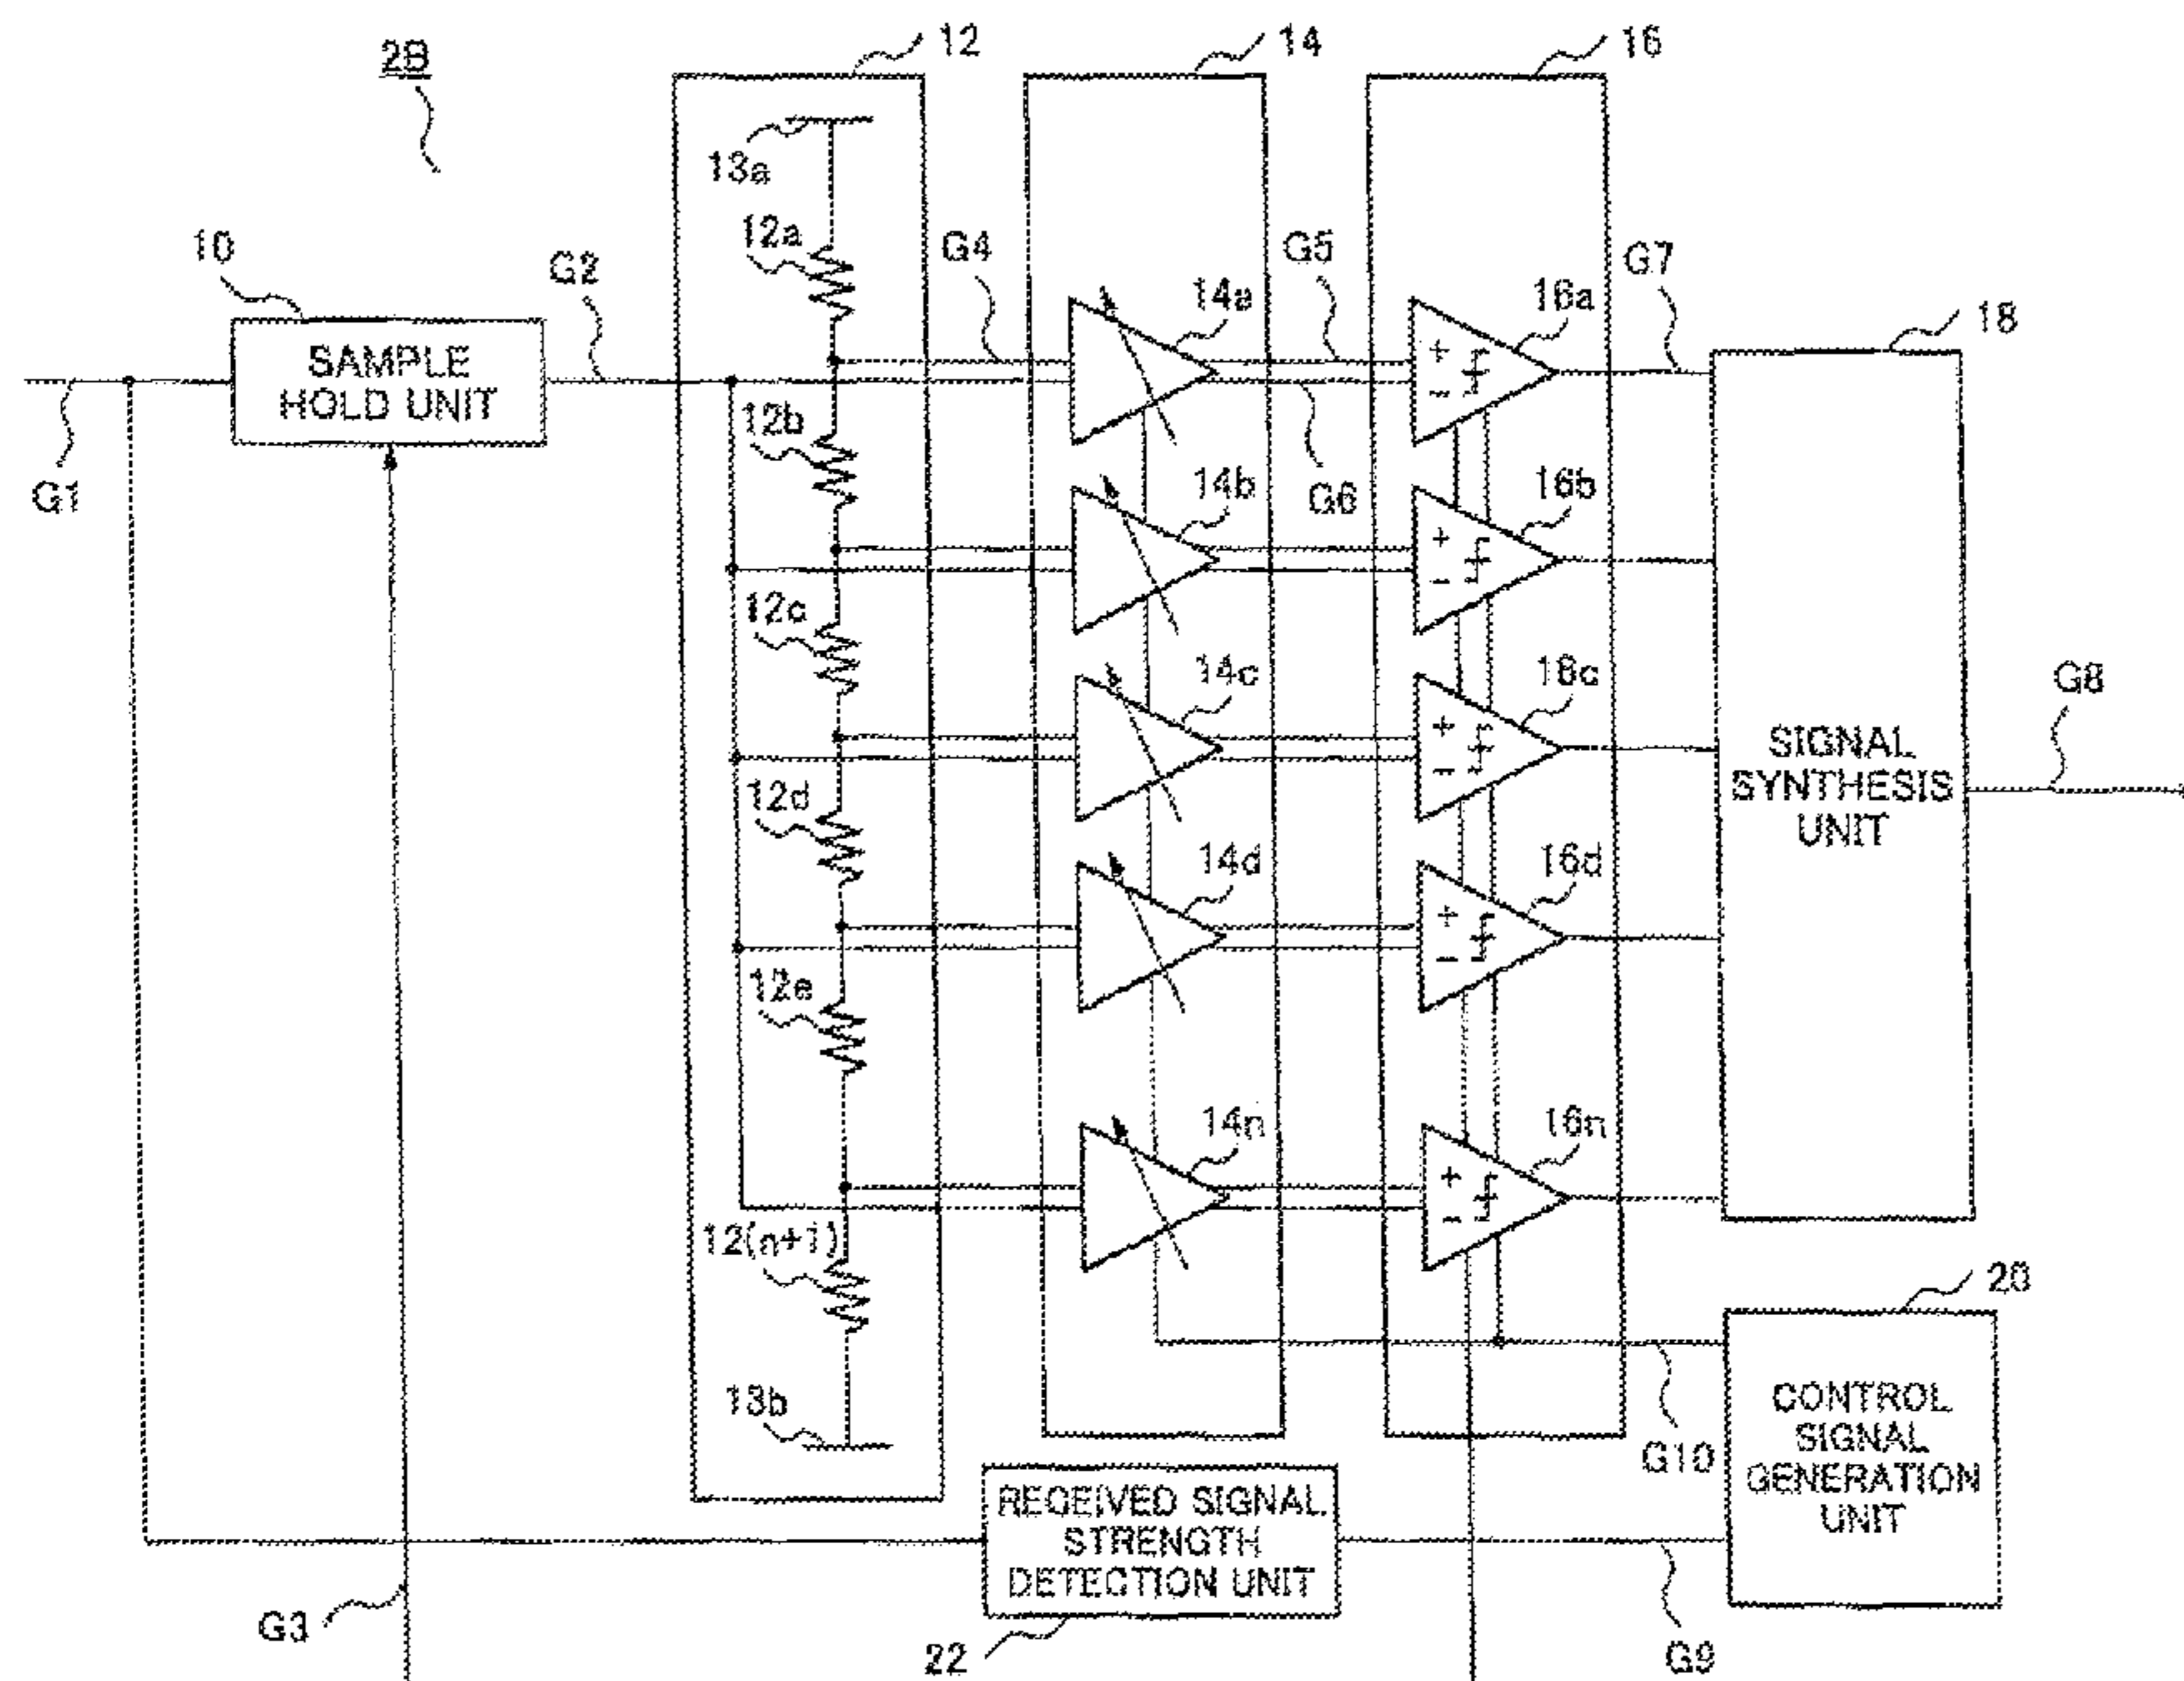 2B
12
14
16
13a
12a
10
G2
G4
G5
G7
14a
16a
18
SAMPLE
HOLD UNIT
+
-
G1
12b
14b
G6
16b
+
-
12c
14c
18c
+
-
SIGNAL
SYNTHESIS
UNIT
G8
12d
14d
16d
+
-
12e
14n
16n
+
-
12(n+1)
20
13b
G10
CONTROL
SIGNAL
GENERATION
UNIT
RECEIVED SIGNAL
STRENGTH
DETECTION UNIT
G3
22
G9